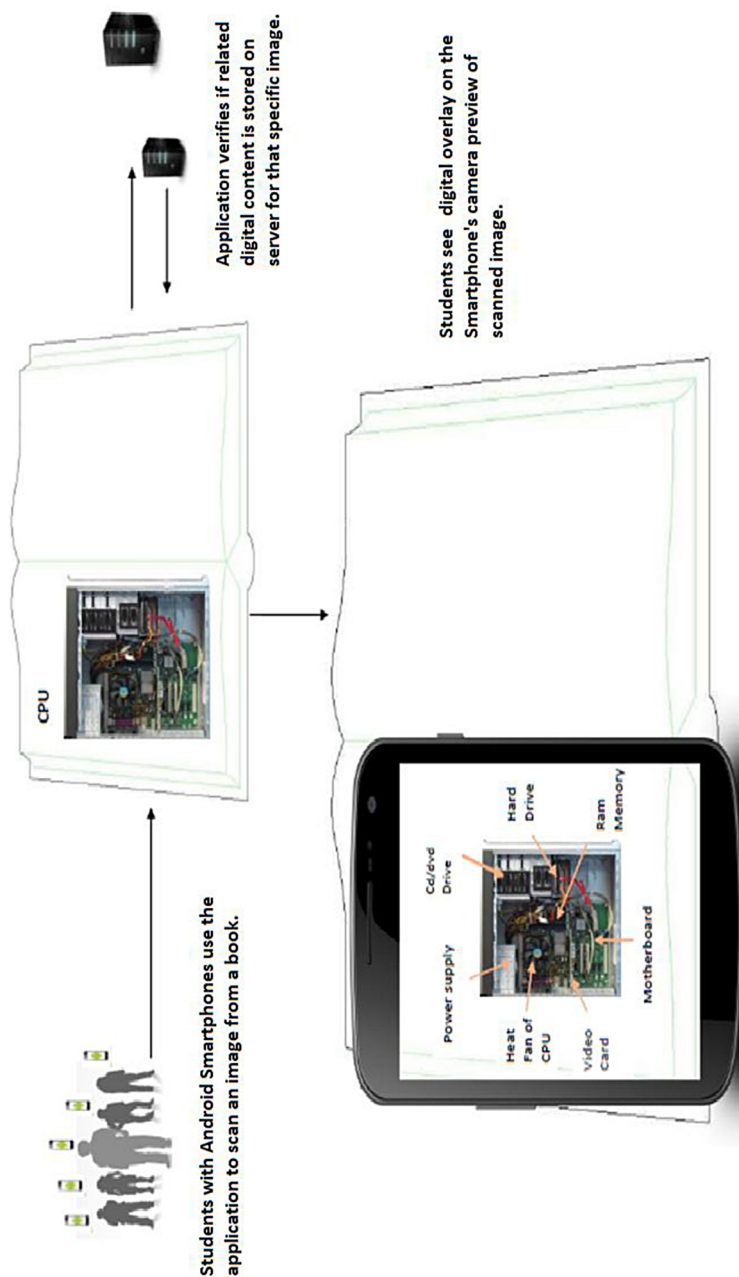 Students with Android Smartphones use the
application to scan an image from a book.
CPU
Application verifies if related
digital content is stored on
server for that specific image.
Power supply
Cd/dvd
Drive
Heat
Fan of
CPU
Hard
Drive
Video
Card
Ram
Memory
Motherboard
Students see digital overlay on the
Smartphone's camera preview of
scanned image.